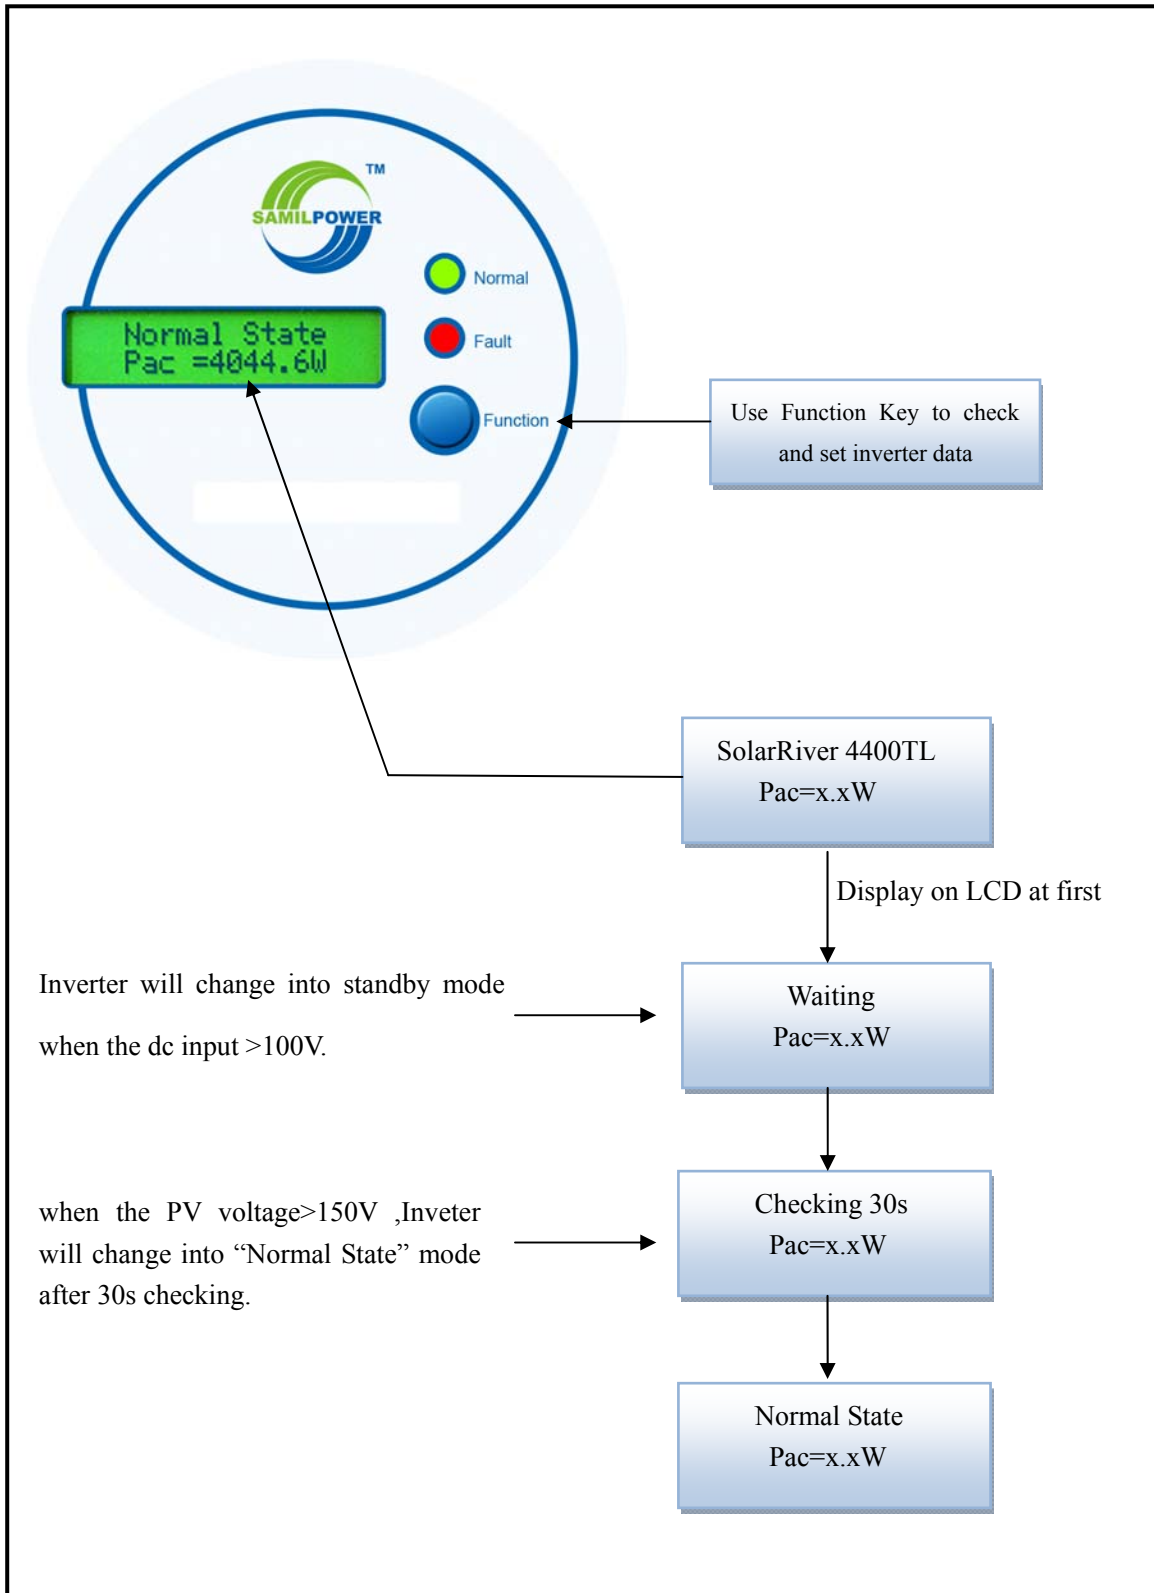 TM
SAMILPOWER
Normal
Normal State
Pac =4044.6W
Fault
Function
Use Function Key to check
and set inverter data
SolarRiver 4400TL
Pac=x.xW
Display on LCD at first
Inverter will change into standby mode
when the dc input >100V.
Waiting
Pac=x.xW
when the PV voltage>150V ,Inveter
will change into “Normal State” mode
after 30s checking.
Checking 30s
Pac=x.xW
Normal State
Pac=x.xW